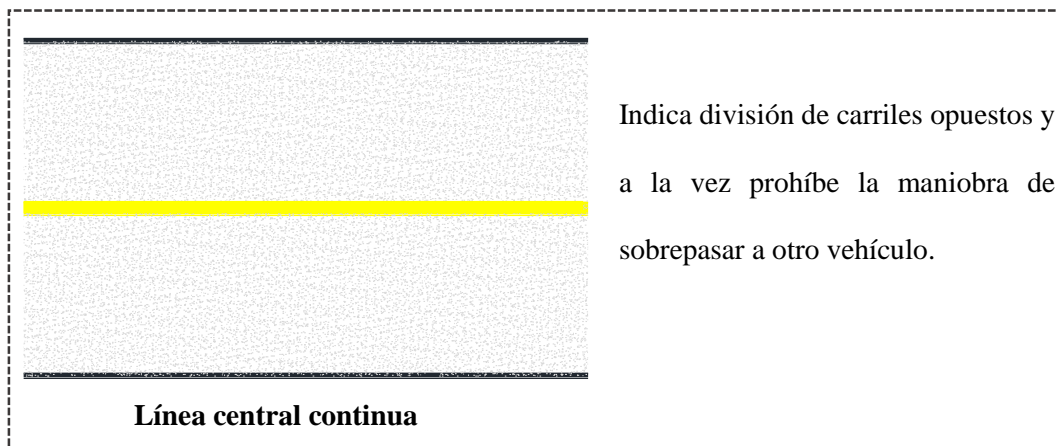 Indica división de carriles opuestos y
a la vez prohíbe la maniobra de
sobrepasar a otro vehículo.
Línea central continua